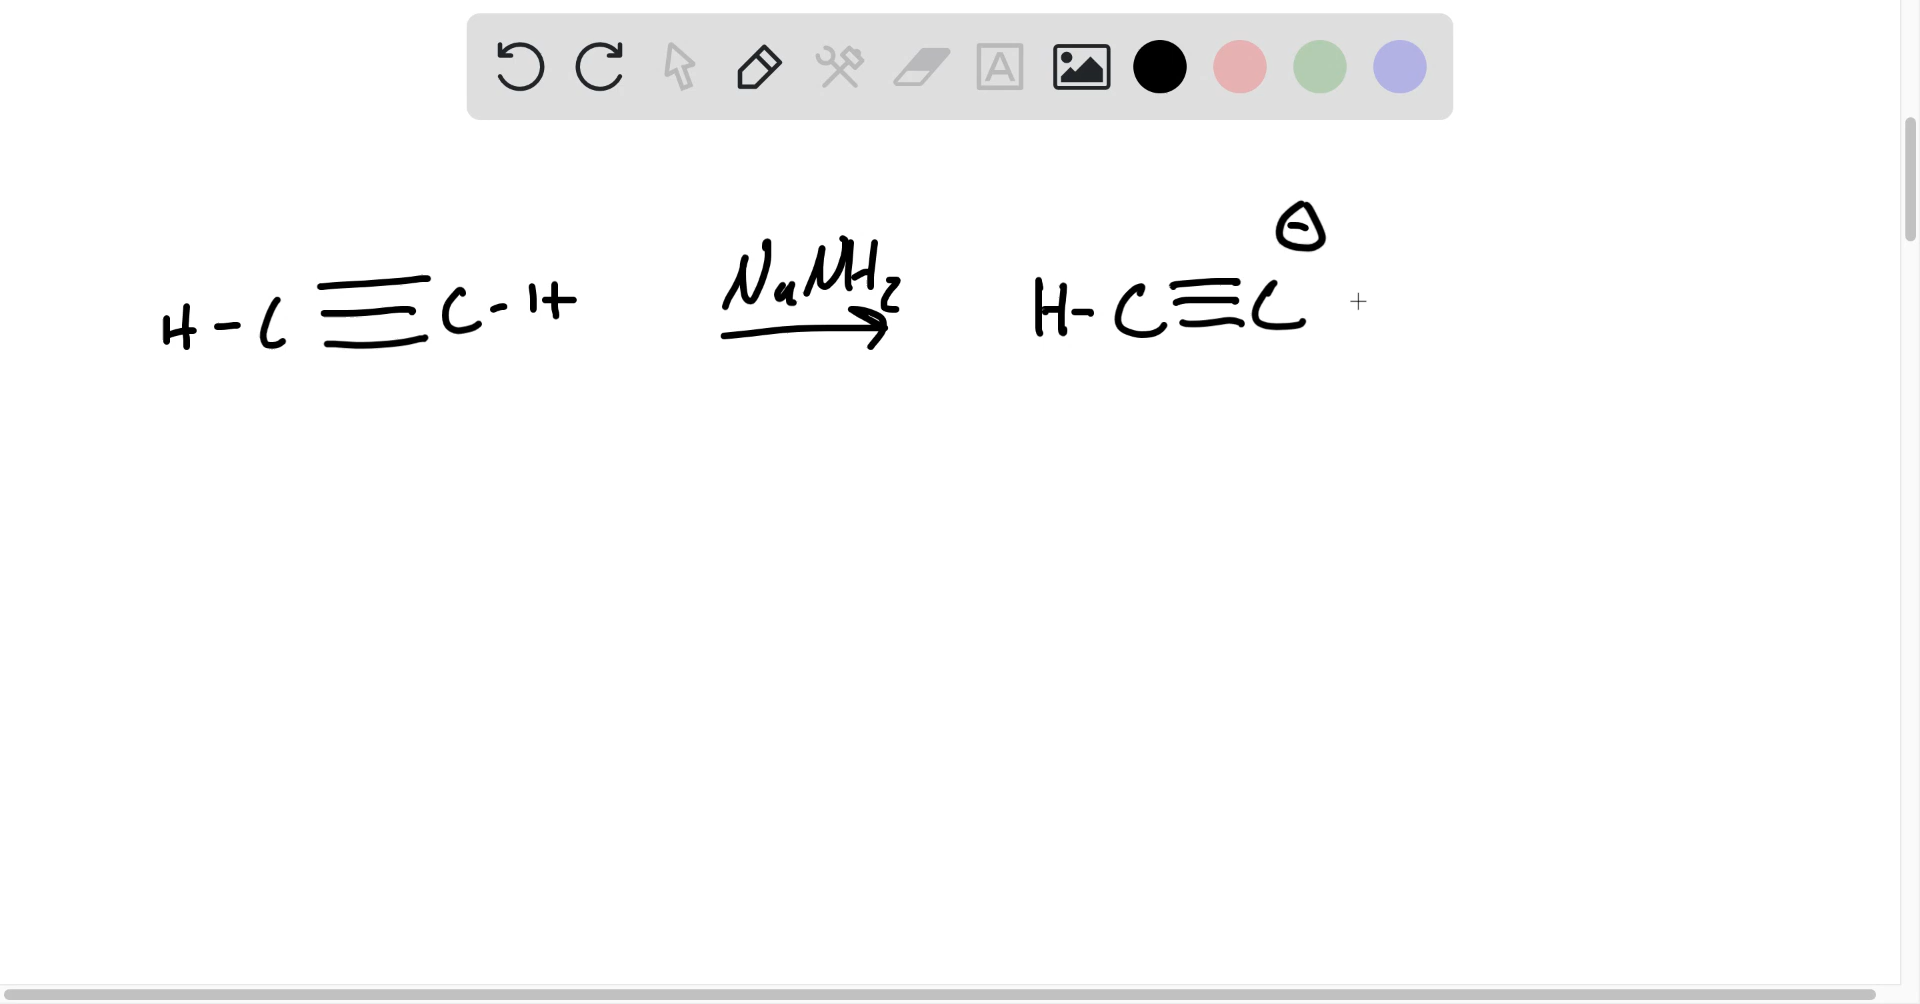 H-C≡C-H NaNH2 → H-C≡C ⊖